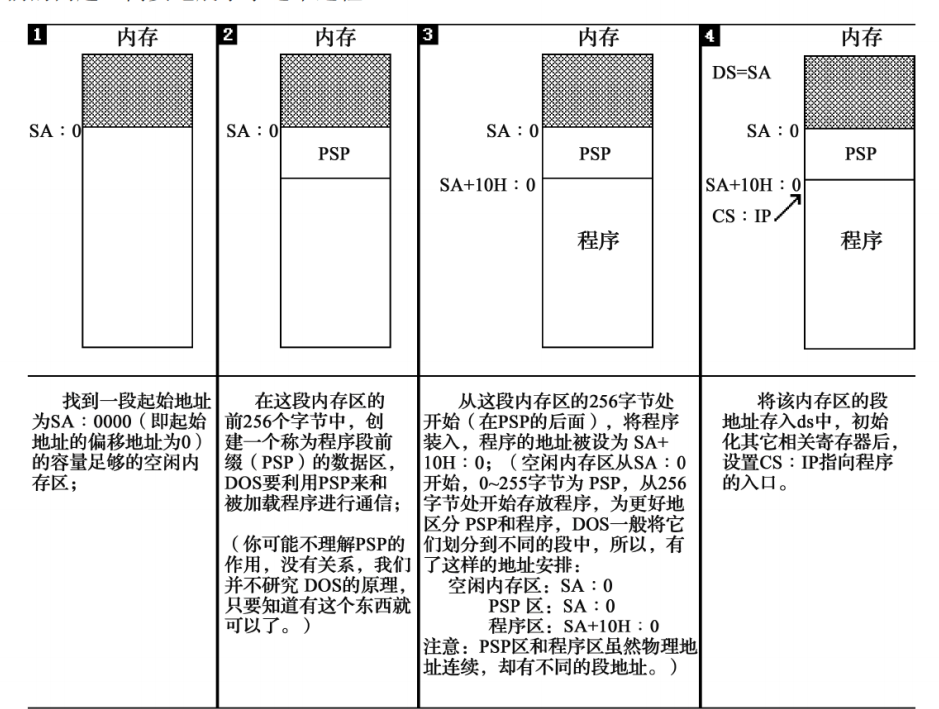 1 内存
SA：0
找到一段起始地址
为SA：0000（即起始
地址的偏移地址为0）
的容量足够的空闲内
存区；
2 内存
SA：0
PSP
在这段内存区的
前256个字节中，创
建一个称为程序段前
缀（PSP）的数据区，
DOS要利用PSP来和
被加载程序进行通信；
（你可能不理解PSP的
作用，没有关系，我们
并不研究 DOS的原理，
只要知道有这个东西就
可以了。）
3 内存
SA：0
PSP
SA+10H：0
程序
从这段内存区的256字节处
开始（在PSP的后面），将程序
装入，程序的地址被设为 SA+
10H：0；（空闲内存区从SA：0
开始，0~255字节为 PSP，从256
字节处开始存放程序，为更好地
区分 PSP和程序，DOS一般将它
们划分到不同的段中，所以，有
了这样的地址安排：
空闲内存区：SA：0
PSP 区：SA：0
程序区：SA+10H：0
注意：PSP区和程序区虽然物理地
址连续，却有不同的段地址。）
4 内存
DS=SA
SA：0
PSP
SA+10H：0
CS：IP
程序
将该内存区的段
地址存入ds中，初始
化其它相关寄存器后，
设置CS：IP指向程序
的入口。